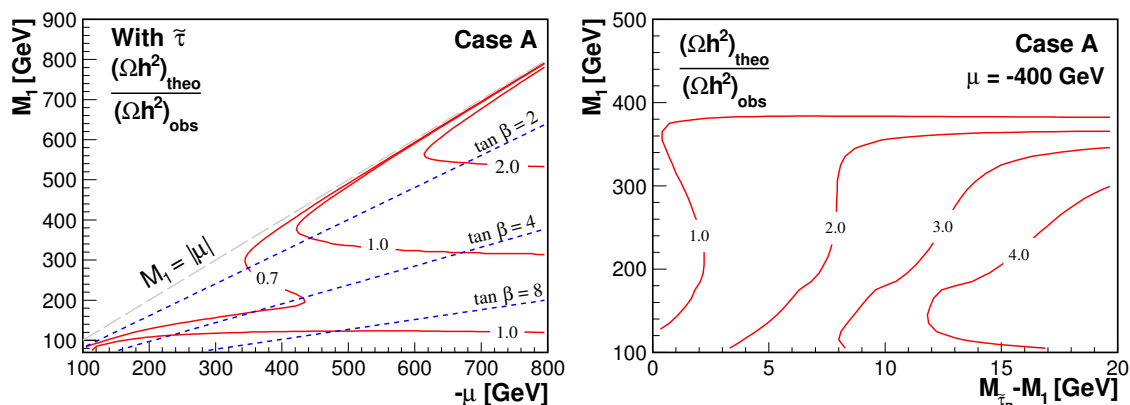 With τ̃
(Ωh²)theo
(Ωh²)obs
Case A
M₁ [GeV]
900
800
700
600
500
400
300
200
100
tan β = 2
2.0
M₁ = |μ|
tan β = 4
1.0
0.7
tan β = 8
1.0
100 200 300 400 500 600 700 800
-μ [GeV]
(Ωh²)theo
(Ωh²)obs
Case A
μ = -400 GeV
M₁ [GeV]
500
400
300
200
100
1.0
2.0
3.0
4.0
0 5 10 15 20
M τ̃ -M₁ [GeV]